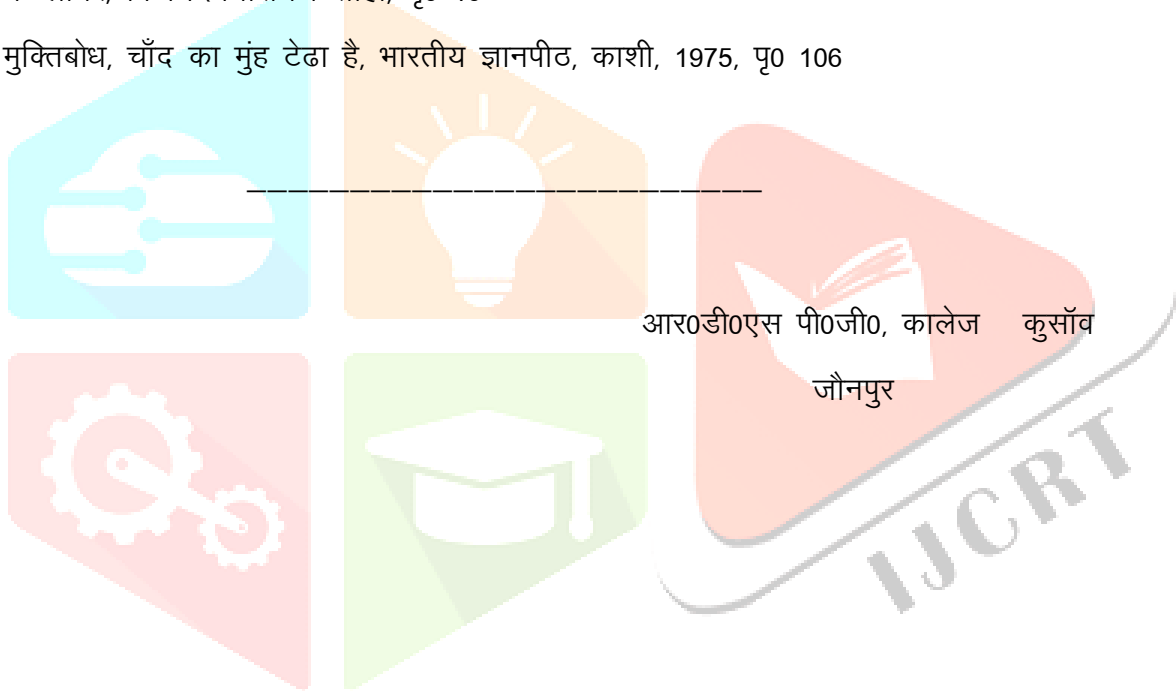 मुक्तिबोध, चाँद का मुंह टेढा है, भारतीय ज्ञानपीठ, काशी, 1975, पृ0 106
–––––––––––––––––––––––––
आर0डी0एस पी0जी0, कालेज कुसॉव
जौनपुर
IJCRT